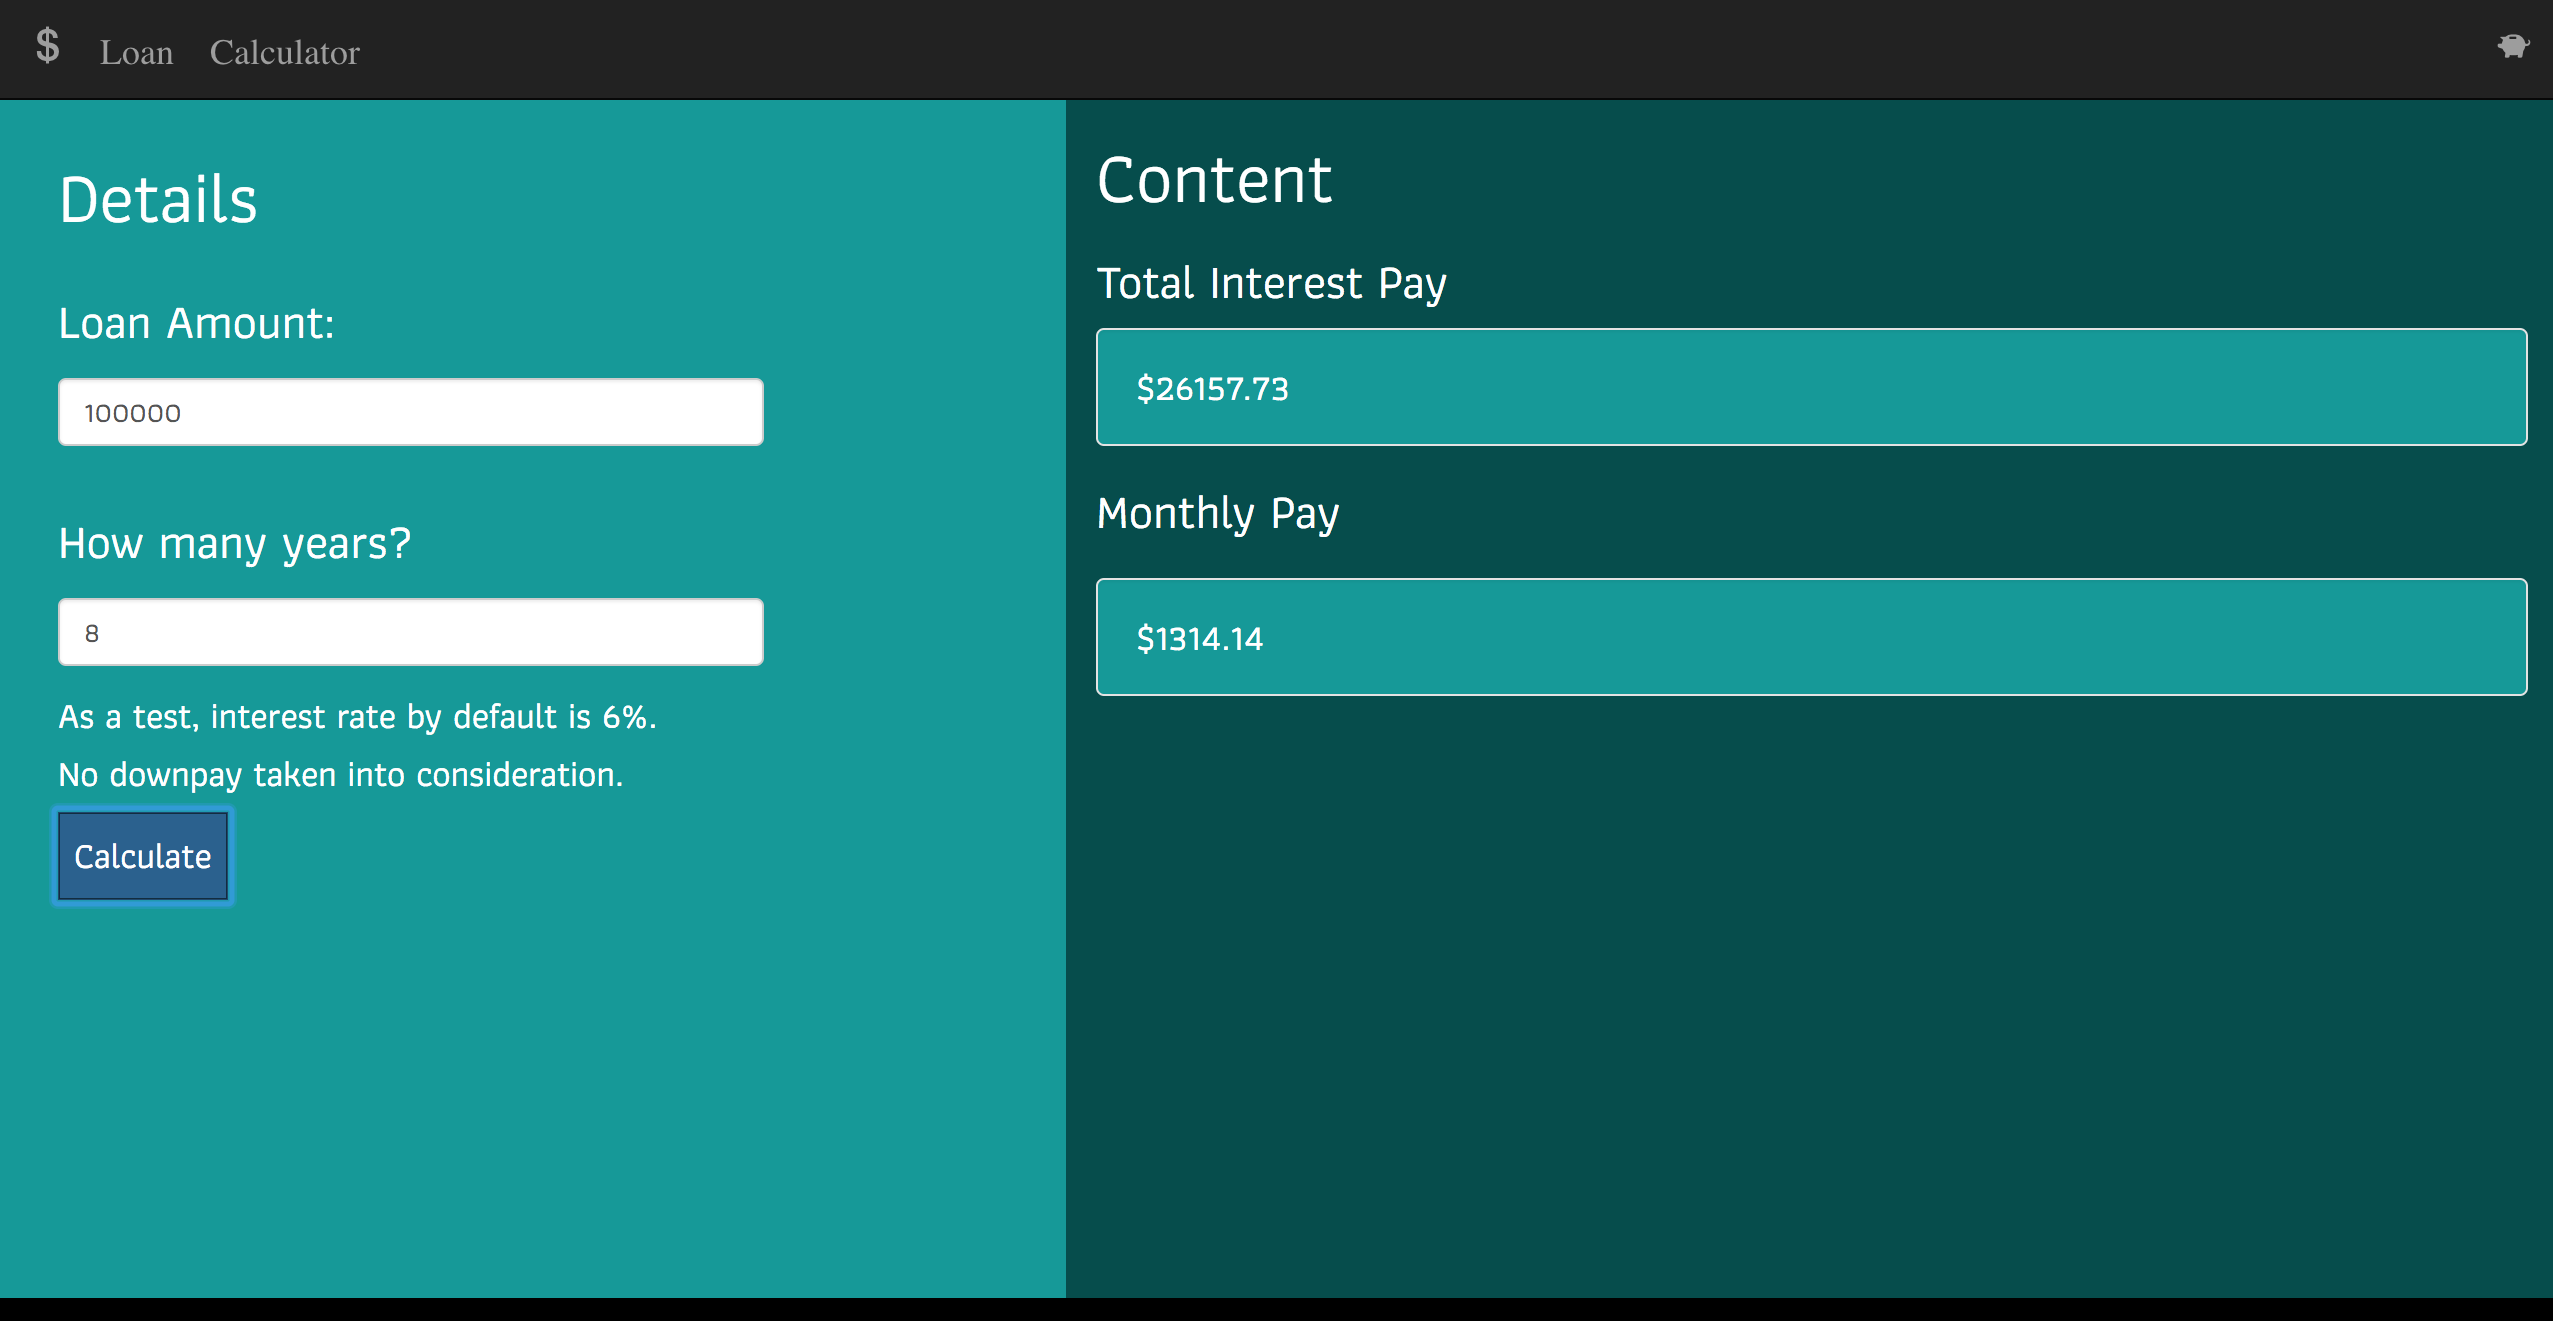 $ Loan Calculator
Details
Loan Amount:
100000
How many years?
8
As a test, interest rate by default is 6%.
No downpay taken into consideration.
Calculate
Content
Total Interest Pay
$26157.73
Monthly Pay
$1314.14